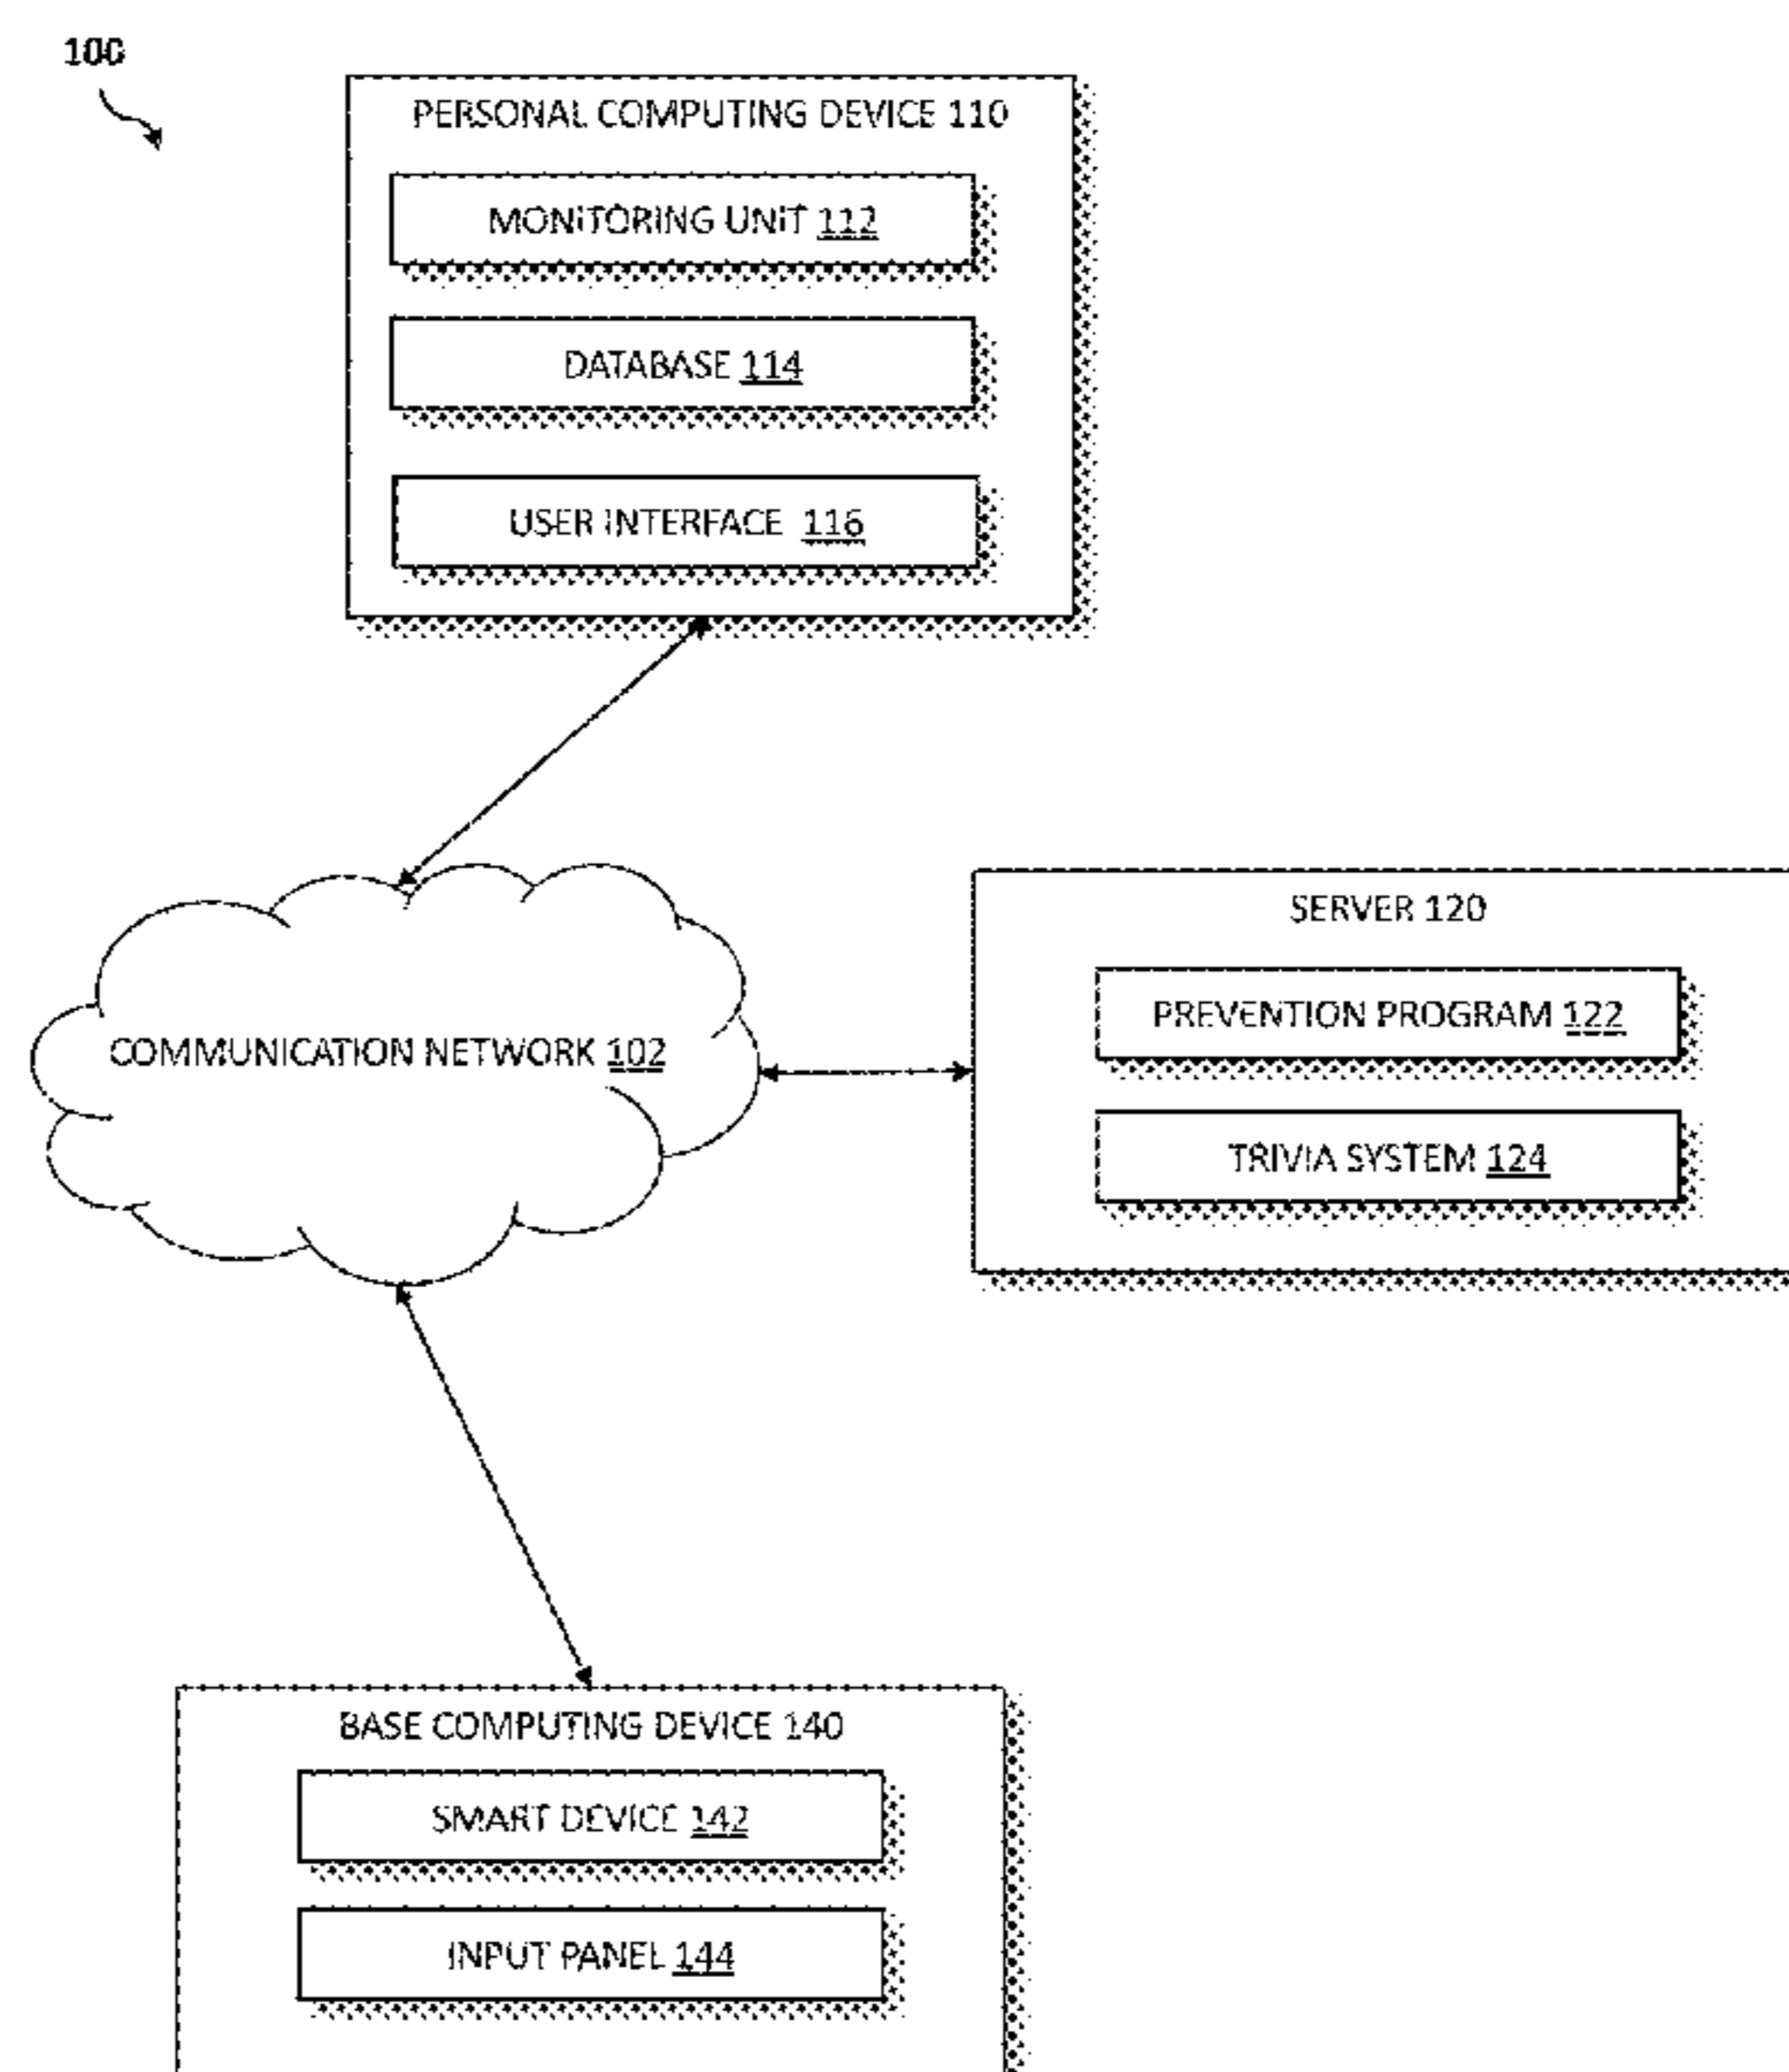 100
PERSONAL COMPUTING DEVICE 110
MONITORING UNIT 112
DATABASE 114
USER INTERFACE 116
COMMUNICATION NETWORK 102
SERVER 120
PREVENTION PROGRAM 122
TRIVIA SYSTEM 124
BASE COMPUTING DEVICE 140
SMART DEVICE 142
INPUT PANEL 144